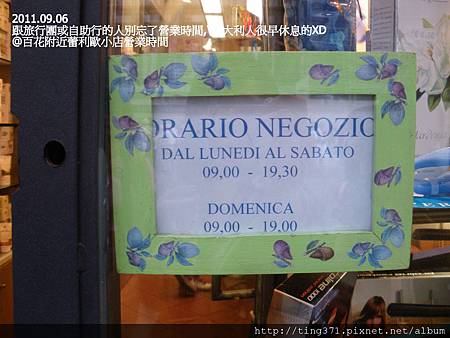 2011.09.06
跟旅行團或自助行的人別忘了營業時間,義大利人很早休息的XD
@百花附近蕾利歐小店營業時間
ORARIO NEGOZIO
DAL LUNEDI AL SABATO
09,00 - 19,30
DOMENICA
09.00 - 19.00
http://ting371.pixnet.net/album